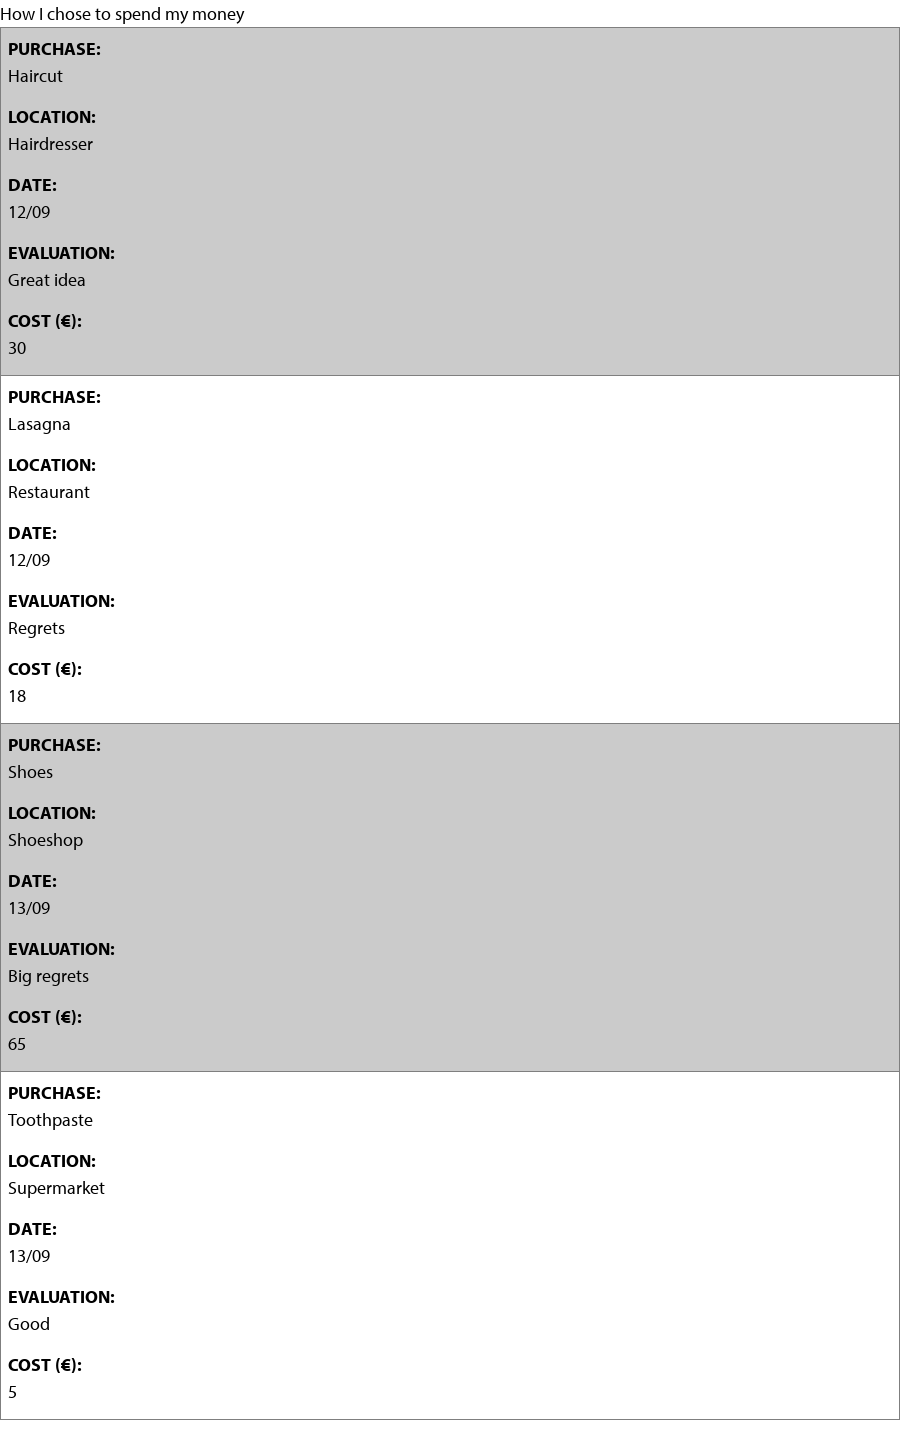 How I chose to spend my money
PURCHASE:
Haircut
LOCATION:
Hairdresser
DATE:
12/09
EVALUATION:
Great idea
COST (€):
30
PURCHASE:
Lasagna
LOCATION:
Restaurant
DATE:
12/09
EVALUATION:
Regrets
COST (€):
18
PURCHASE:
Shoes
LOCATION:
Shoeshop
DATE:
13/09
EVALUATION:
Big regrets
COST (€):
65
PURCHASE:
Toothpaste
LOCATION:
Supermarket
DATE:
13/09
EVALUATION:
Good
COST (€):
5